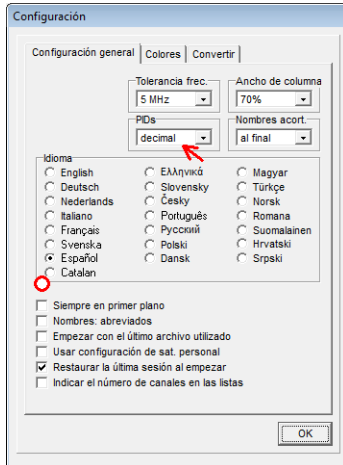 Configuración
Configuración general Colores Convertir
Tolerancia frec. Ancho de columna
5 MHz 70%
PIDs Nombres acort.
decimal al final
Idioma
English Ελληνικά Magyar
Deutsch Slovensky Türkçe
Nederlands Česky Norsk
Italiano Português Romana
Français Русский Suomalainen
Svenska Polski Hrvatski
Español Dansk Srpski
Catalan
Siempre en primer plano
Nombres: abreviados
Empezar con el último archivo utilizado
Usar configuración de sat. personal
Restaurar la última sesión al empezar
Indicar el número de canales en las listas
OK